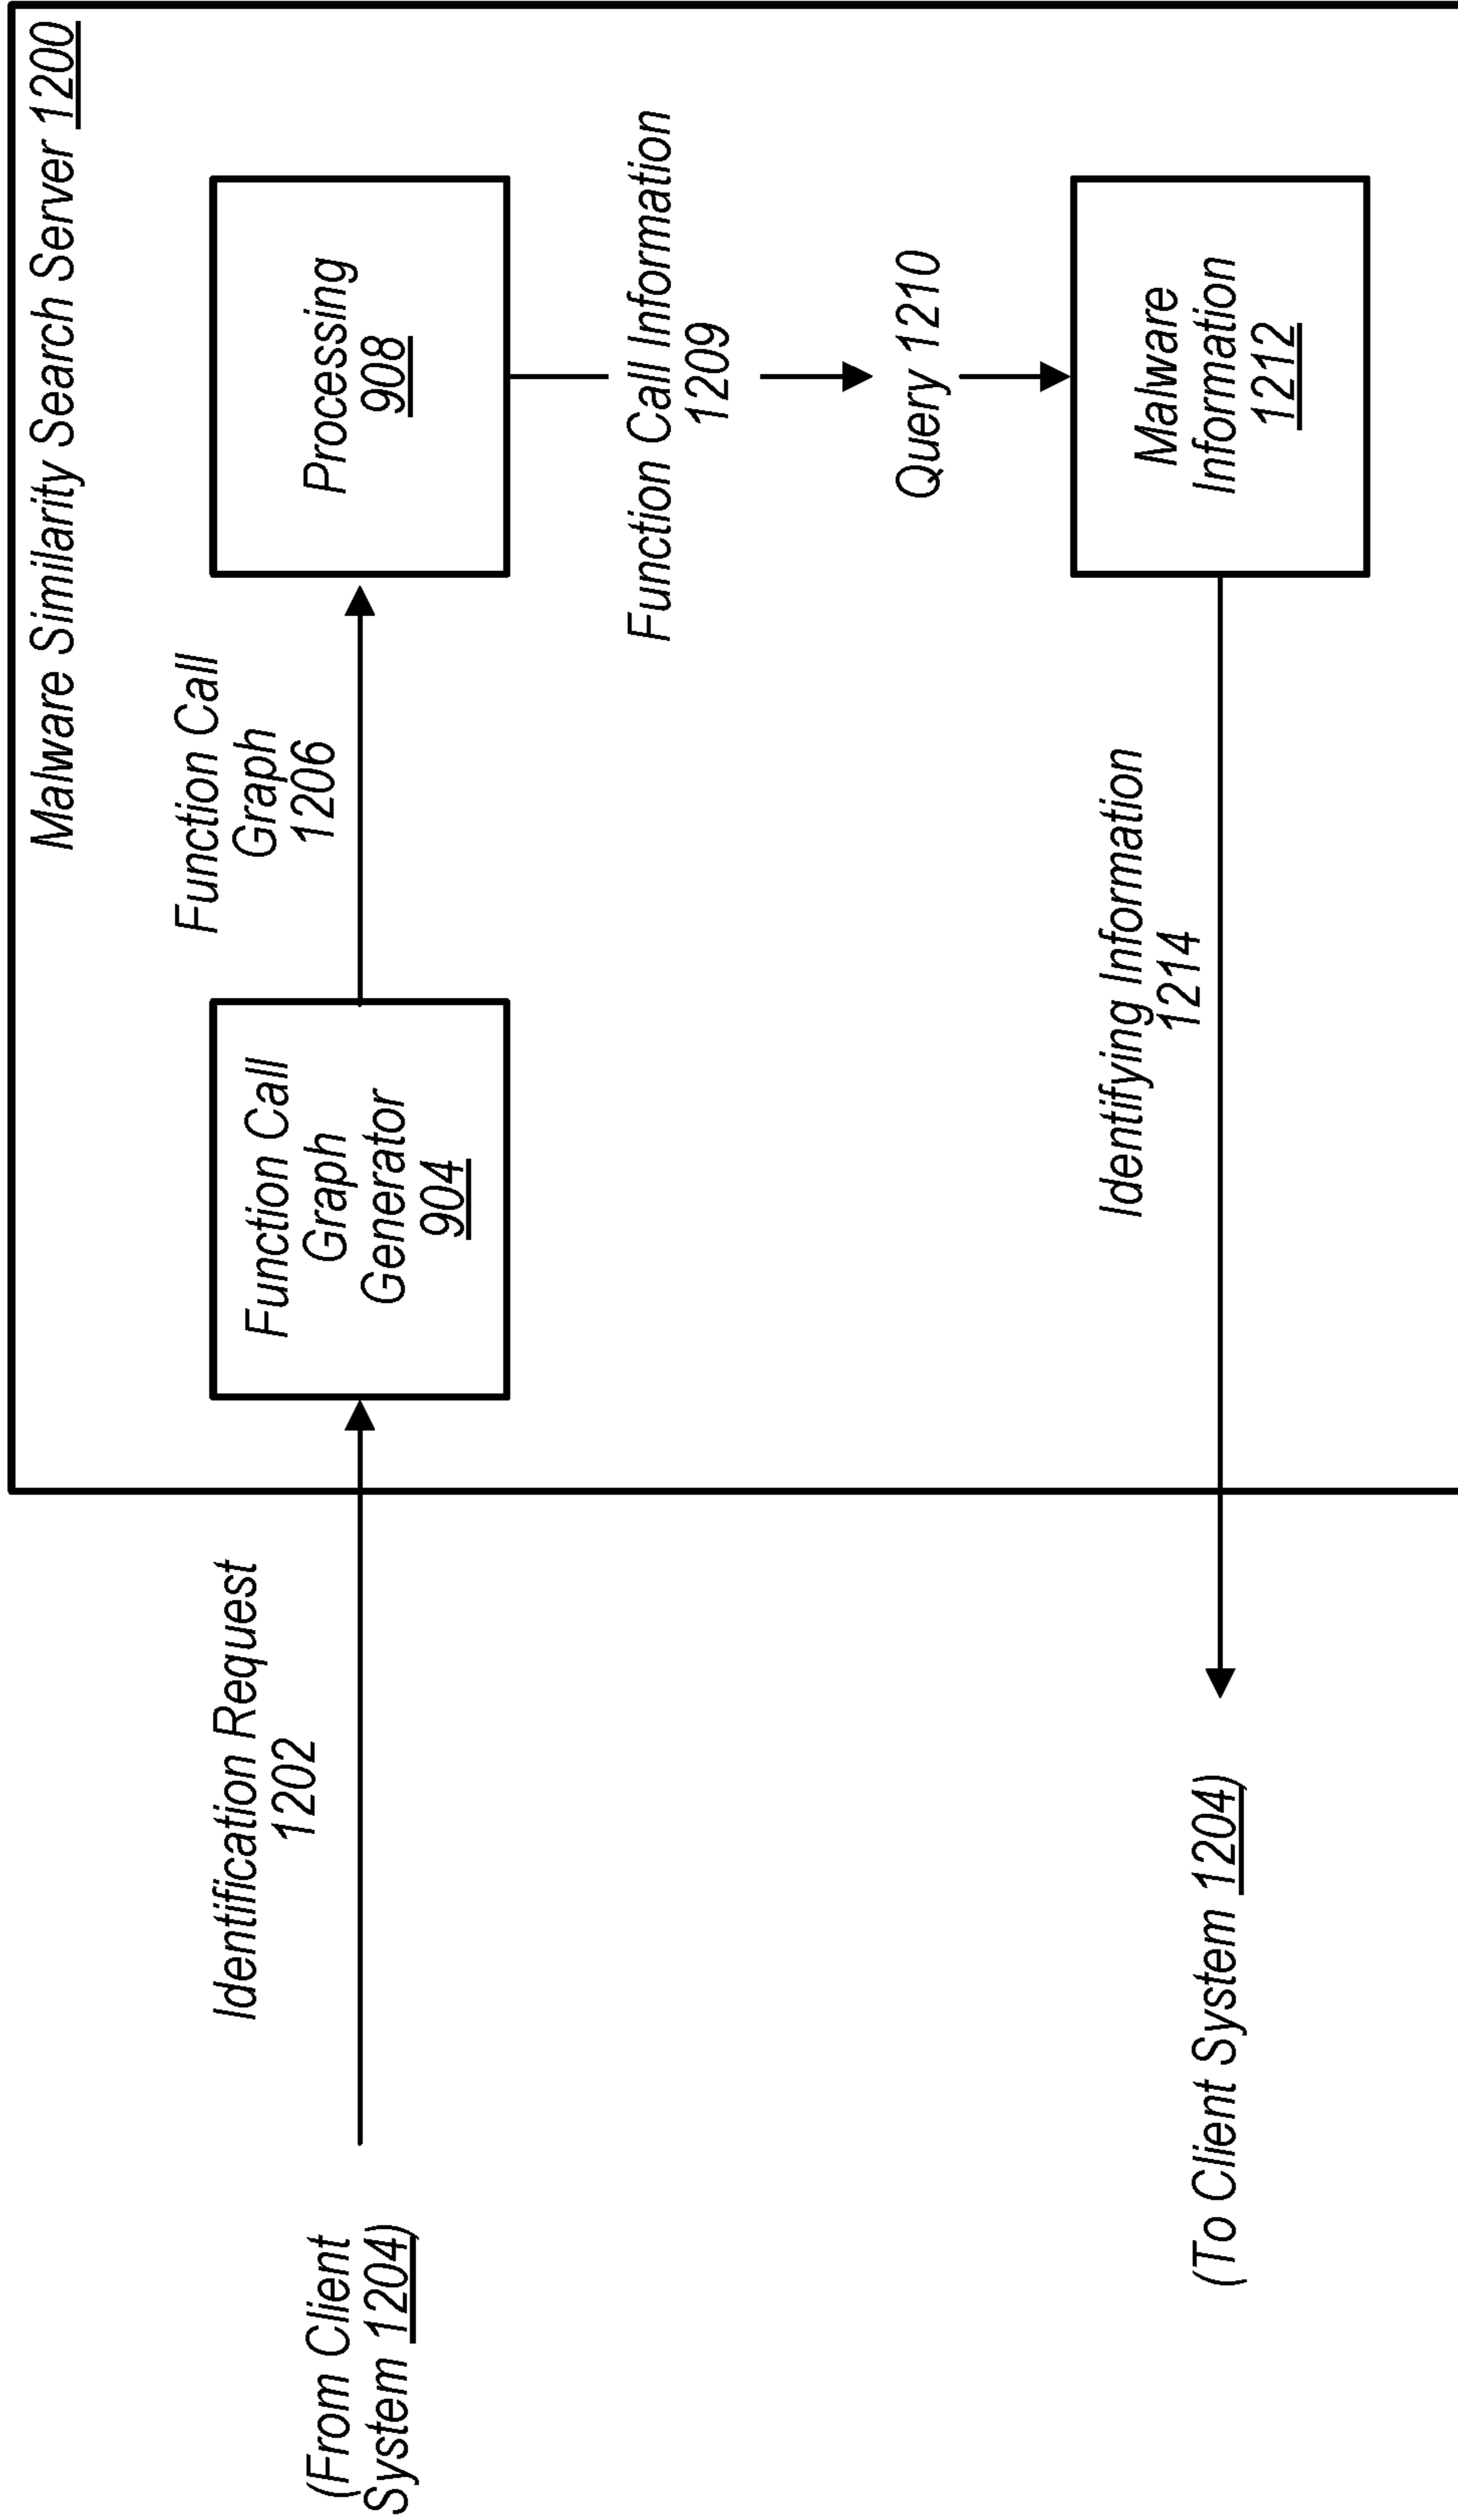 Malware Similarity Search Server 1200
(From Client
System 1204)
Identification Request
1202
Function Call
Graph
Generator
904
Function Call
Graph
1206
Processing
908
Function Call Information
1209
Query 1210
Malware
Information
1212
Identifying Information
1214
(To Client System 1204)